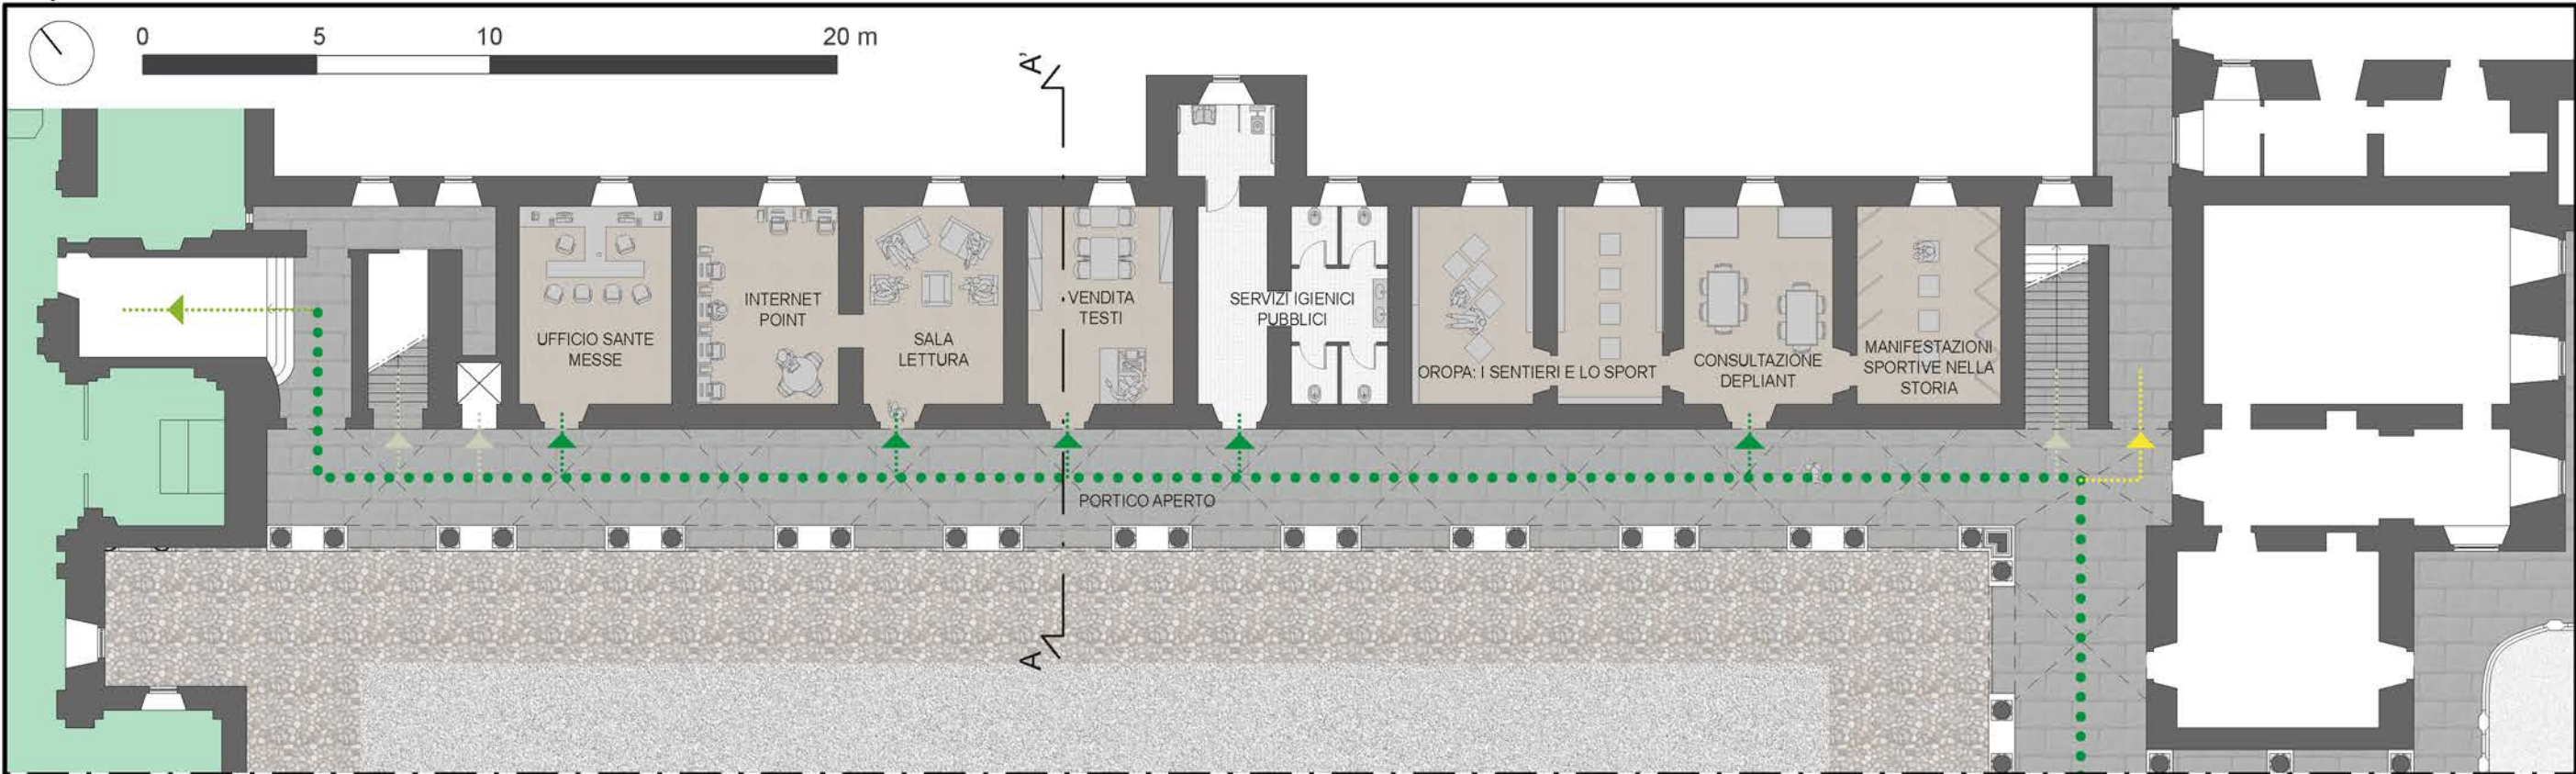 0 5 10 20 m
A'
UFFICIO SANTE
MESSE
INTERNET
POINT
SALA
LETTURA
VENDITA
TESTI
SERVIZI IGIENICI
PUBBLICI
OROPA: I SENTIERI E LO SPORT
CONSULTAZIONE
DEPLIANT
MANIFESTAZIONI
SPORTIVE NELLA
STORIA
PORTICO APERTO
A